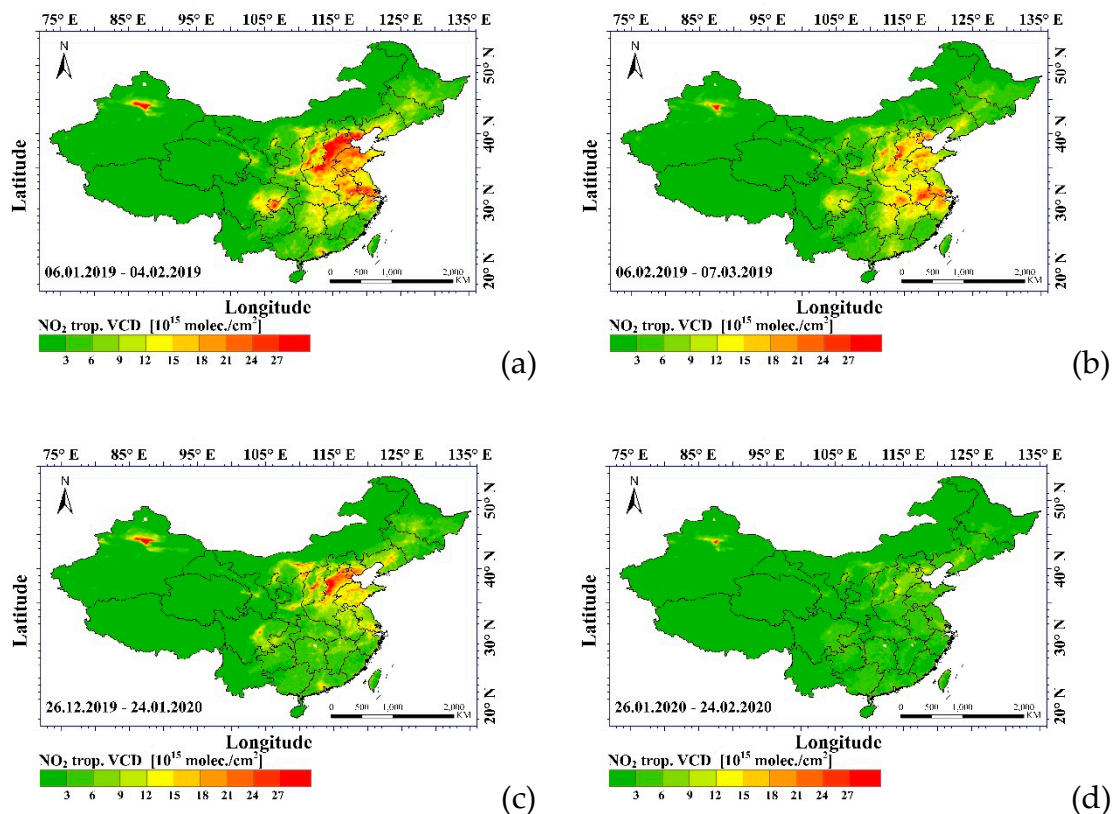 75° E 85° E 95° E 105° E 115° E 125° E 135° E
N
50° N
40° N
30° N
20° N
Latitude
06.01.2019 - 04.02.2019
0 500 1,000 2,000
KM
Longitude
NO₂ trop. VCD [10¹⁵ molec./cm²]
3 6 9 12 15 18 21 24 27
(a)
75° E 85° E 95° E 105° E 115° E 125° E 135° E
N
50° N
40° N
30° N
20° N
Latitude
06.02.2019 - 07.03.2019
0 500 1,000 2,000
KM
Longitude
NO₂ trop. VCD [10¹⁵ molec./cm²]
3 6 9 12 15 18 21 24 27
(b)
75° E 85° E 95° E 105° E 115° E 125° E 135° E
N
50° N
40° N
30° N
20° N
Latitude
26.12.2019 - 24.01.2020
0 500 1,000 2,000
KM
Longitude
NO₂ trop. VCD [10¹⁵ molec./cm²]
3 6 9 12 15 18 21 24 27
(c)
75° E 85° E 95° E 105° E 115° E 125° E 135° E
N
50° N
40° N
30° N
20° N
Latitude
26.01.2020 - 24.02.2020
0 500 1,000 2,000
KM
Longitude
NO₂ trop. VCD [10¹⁵ molec./cm²]
3 6 9 12 15 18 21 24 27
(d)